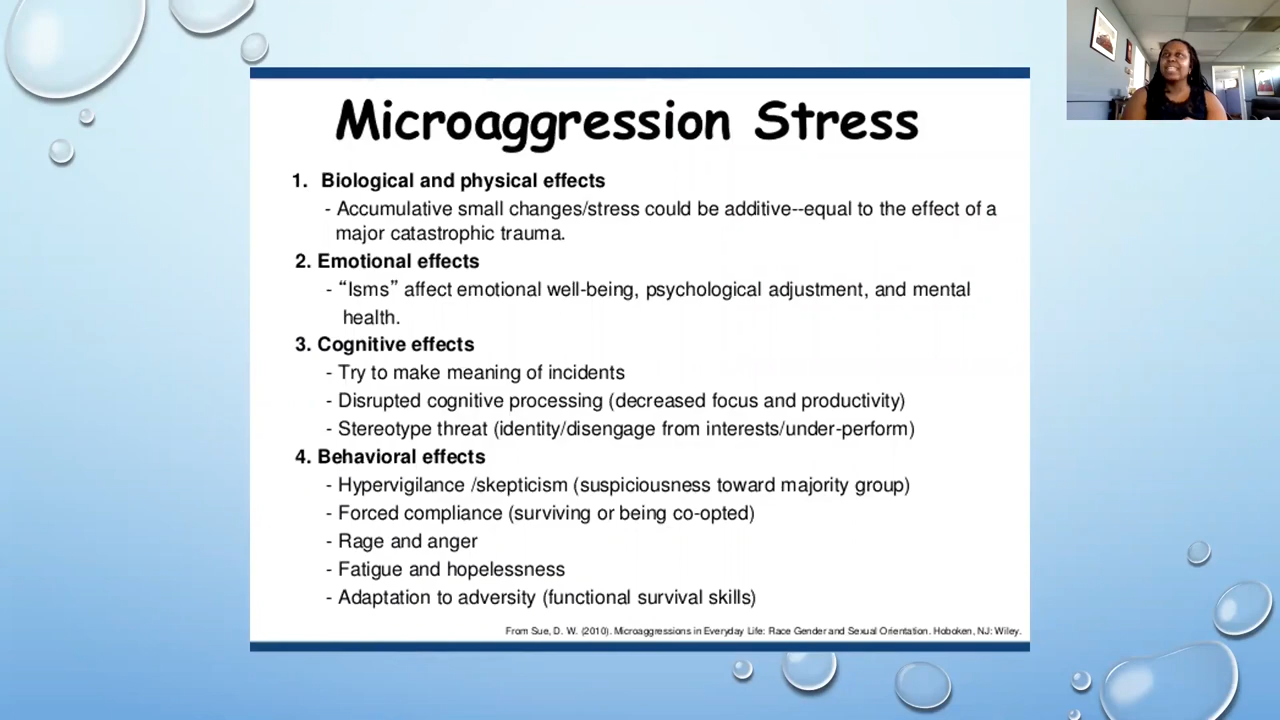 Microaggression Stress
1. Biological and physical effects
- Accumulative small changes/stress could be additive--equal to the effect of a
major catastrophic trauma.
2. Emotional effects
- “Isms” affect emotional well-being, psychological adjustment, and mental
health.
3. Cognitive effects
- Try to make meaning of incidents
- Disrupted cognitive processing (decreased focus and productivity)
- Stereotype threat (identity/disengage from interests/under-perform)
4. Behavioral effects
- Hypervigilance /skepticism (suspiciousness toward majority group)
- Forced compliance (surviving or being co-opted)
- Rage and anger
- Fatigue and hopelessness
- Adaptation to adversity (functional survival skills)
From Sue, D. W. (2010). Microaggressions in Everyday Life: Race Gender and Sexual Orientation. Hoboken, NJ: Wiley.